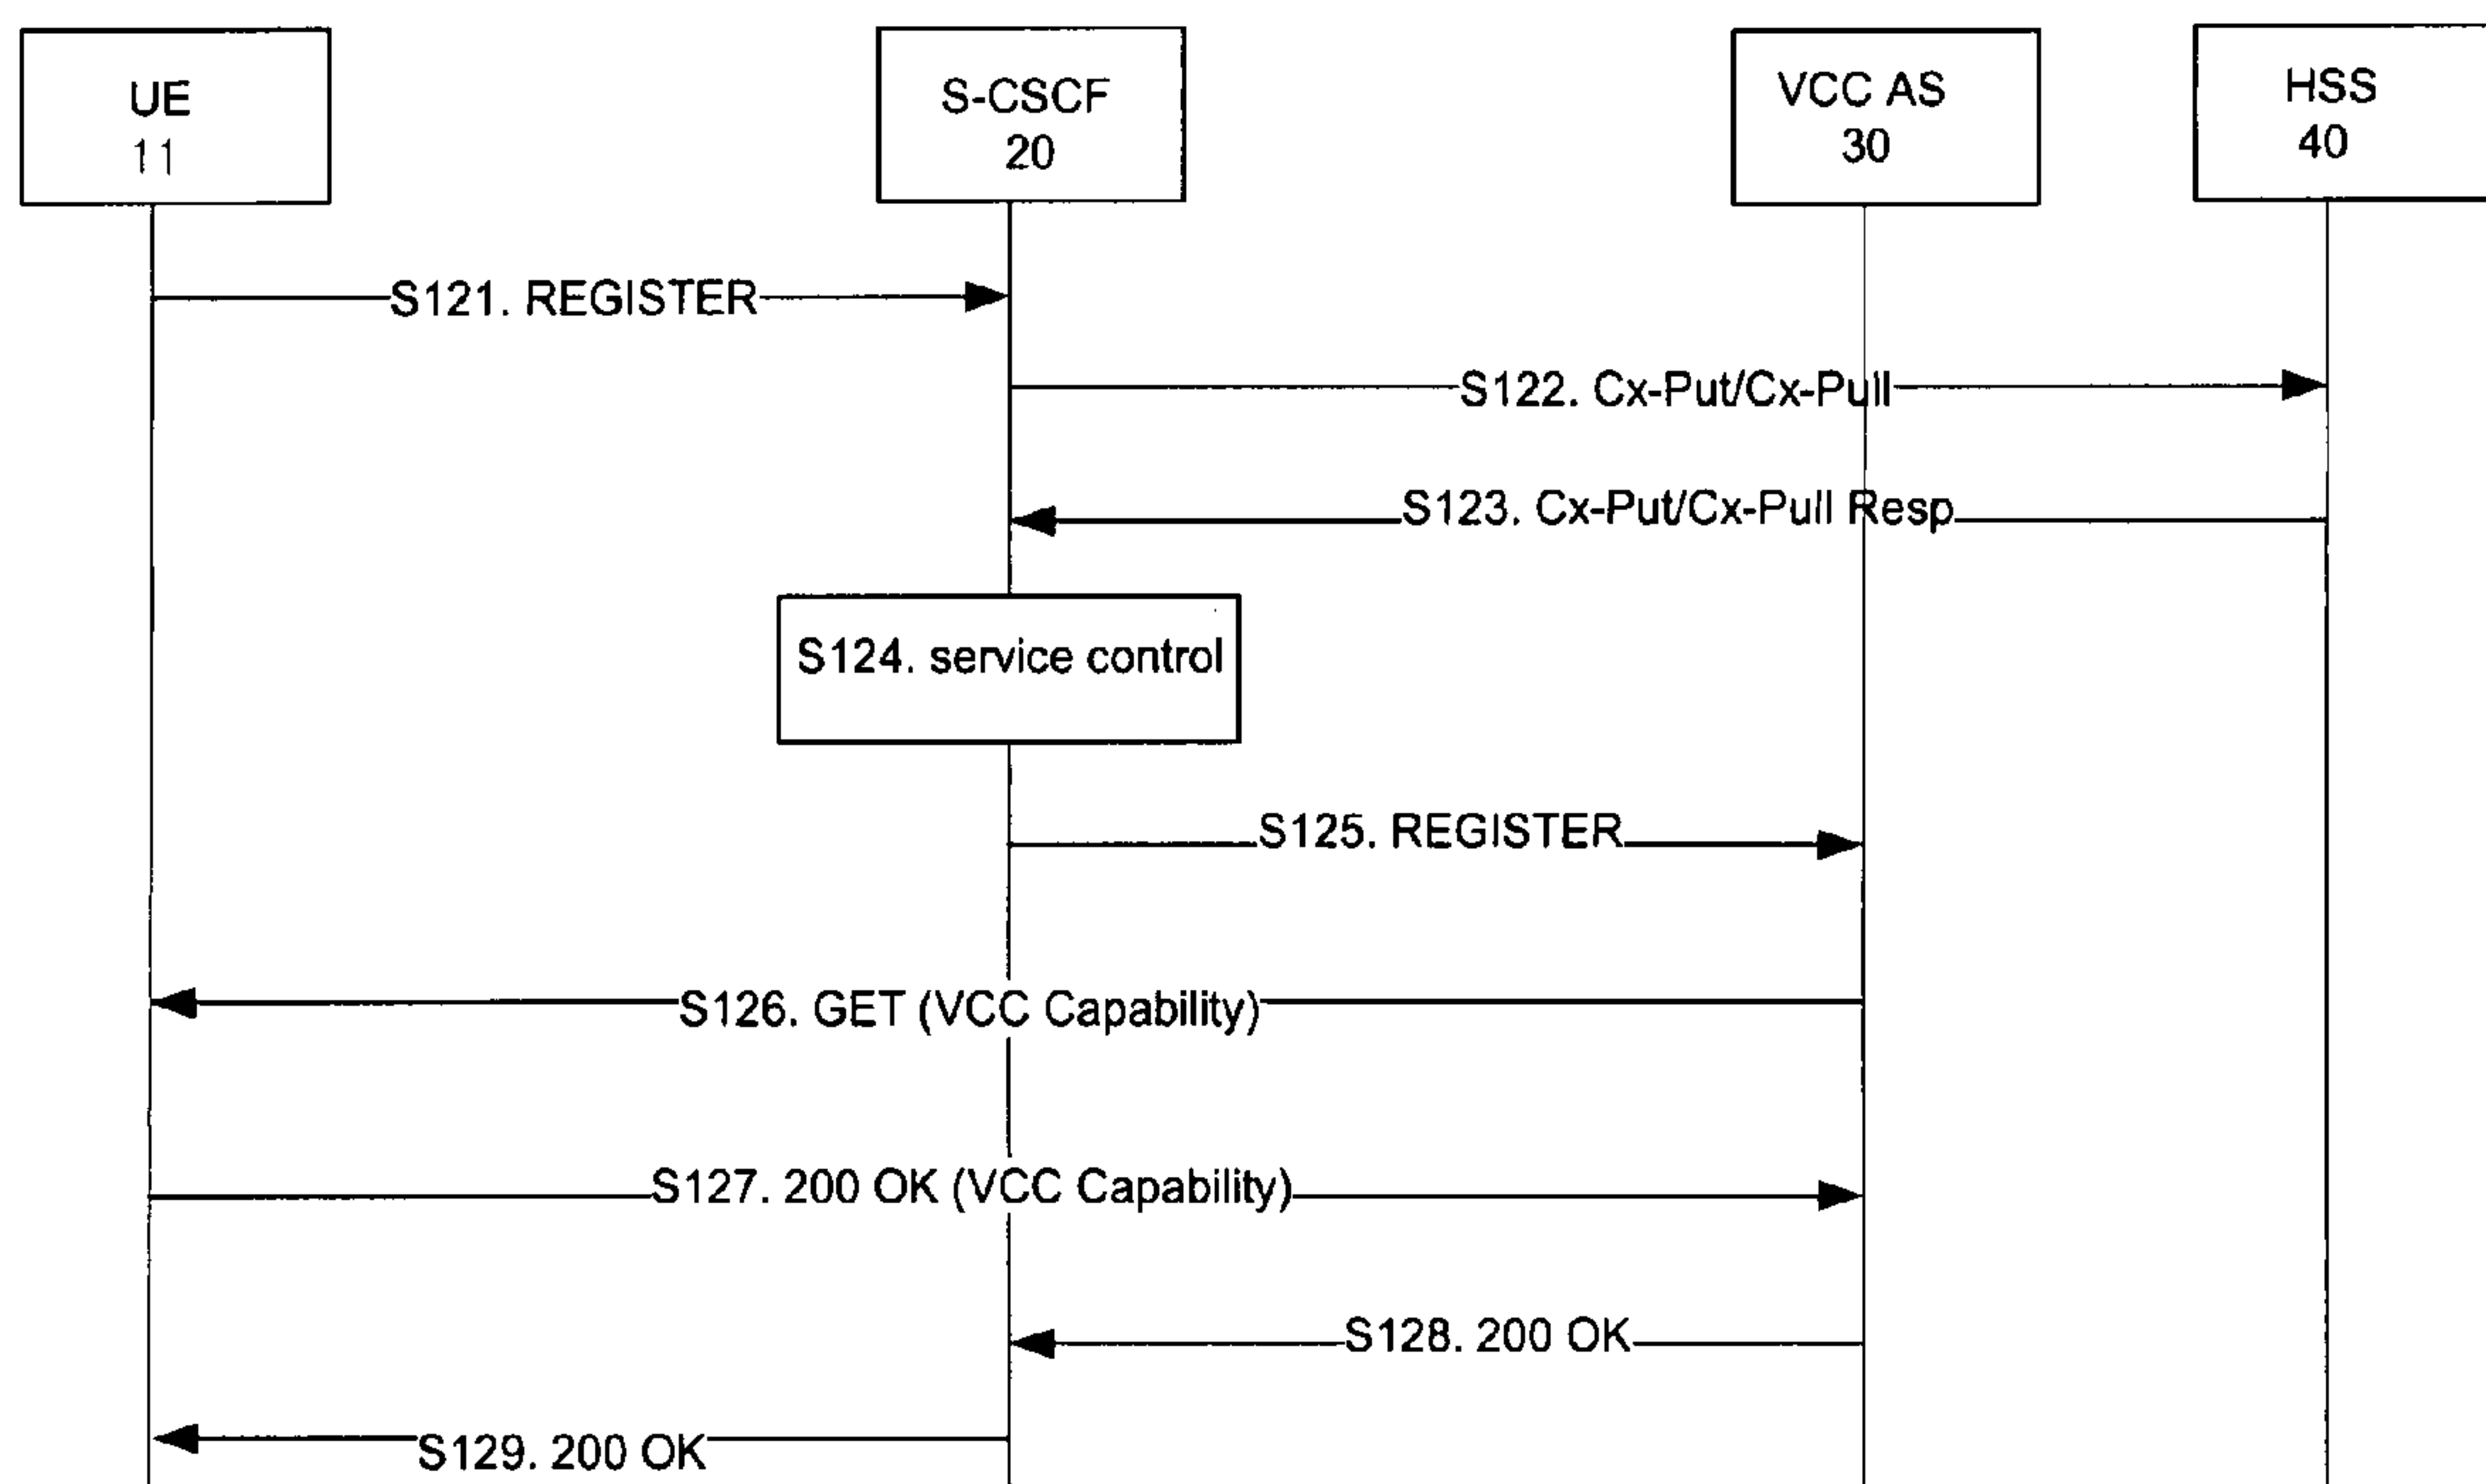 UE
11
S-CSCF
20
VCC AS
30
HSS
40
S121. REGISTER
S122. Cx-Put/Cx-Pull
S123. Cx-Put/Cx-Pull Resp
S124. service control
S125. REGISTER
S126. GET (VCC Capability)
S127. 200 OK (VCC Capability)
S128. 200 OK
S129. 200 OK